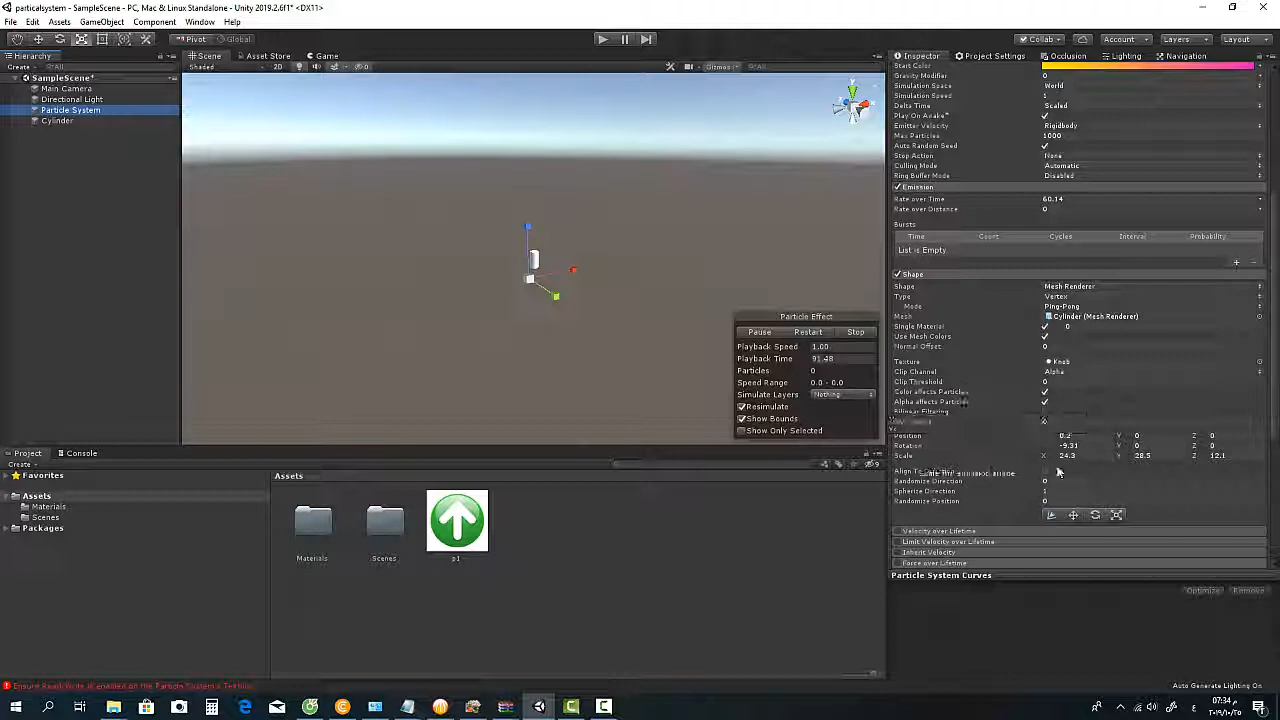 particalsystem - SampleScene - PC, Mac & Linux Standalone - Unity 2019.2.6f1* <DX11>
File Edit Assets GameObject Component Window Help
Pivot Global Collab Account Layers Layout
Hierarchy Scene Asset Store Game Inspector Project Settings Occlusion Lighting Navigation
Create All Shaded 2D 0 Gizmos All
SampleScene*
Main Camera
Directional Light
Particle System
Cylinder
Start Color
Gravity Modifier 0
Simulation Space World
Simulation Speed 1
Delta Time Scaled
Play On Awake*
Emitter Velocity Rigidbody
Max Particles 1000
Auto Random Seed
Stop Action None
Culling Mode Automatic
Ring Buffer Mode Disabled
Emission
Rate over Time 60.14
Rate over Distance 0
Bursts
Time Count Cycles Interval Probability
List is Empty
Shape
Shape Mesh Renderer
Type Vertex
Mode Ping-Pong
Mesh Cylinder (Mesh Renderer)
Single Material 0
Use Mesh Colors
Normal Offset 0
Texture Knob
Clip Channel Alpha
Clip Threshold 0
Color affects Particles
Alpha affects Particles
Bilinear Filtering
Position 0.2 Y 0 Z 0
Rotation -9.31 Y 0 Z 0
Scale X 24.3 Y 28.5 Z 12.1
Align To
Randomize Direction 0
Spherize Direction 1
Randomize Position 0
Velocity over Lifetime
Limit Velocity over Lifetime
Inherit Velocity
Force over Lifetime
Particle System Curves
Optimize Remove
Particle Effect
Pause Restart Stop
Playback Speed 1.00
Playback Time 91.48
Particles 0
Speed Range 0.0 - 0.0
Simulate Layers Nothing
Resimulate
Show Bounds
Show Only Selected
y
x
Project Console
Create 9
Favorites
Assets
Materials
Scenes
Packages
Assets
Materials Scenes p1
Ensure Read/Write is enabled on the Particle System's Texture
Auto Generate Lighting On
07:34 م